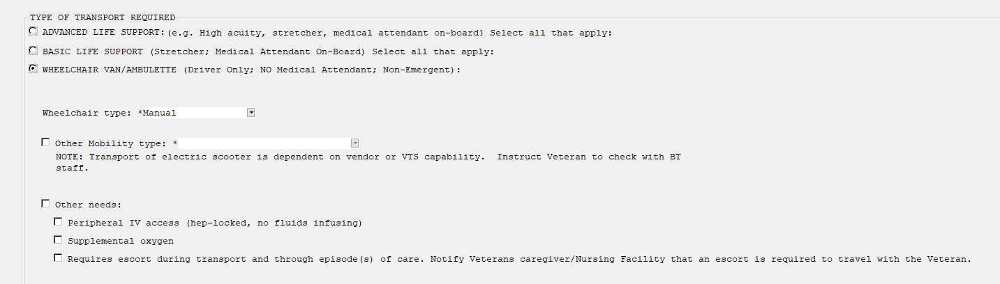 TYPE OF TRANSPORT REQUIRED
ADVANCED LIFE SUPPORT: (e.g. High acuity, stretcher, medical attendant on-board} Select all that apply:
BASIC LIFE SUPPORT (Stretcher; Medical Attendant On-Board) Select all that apply:
WHEELCHAIR VAN/AMBULETTE (Driver Only; NO Medical Attendant; Non-Emergent):
Wheelchair type: *Manual
Other Mobility type: *
NOTE: Transport of electric scooter is dependent on vendor or VTS capability.  Instruct Veteran to check with BT
staff.
Other needs:
Peripheral IV access (hep-locked, no fluids infusing)
Supplemental oxygen
Requires escort during transport and through episode(s) of care. Notify Veterans caregiver/Nursing Facility that an escort is required to travel with the Veteran.